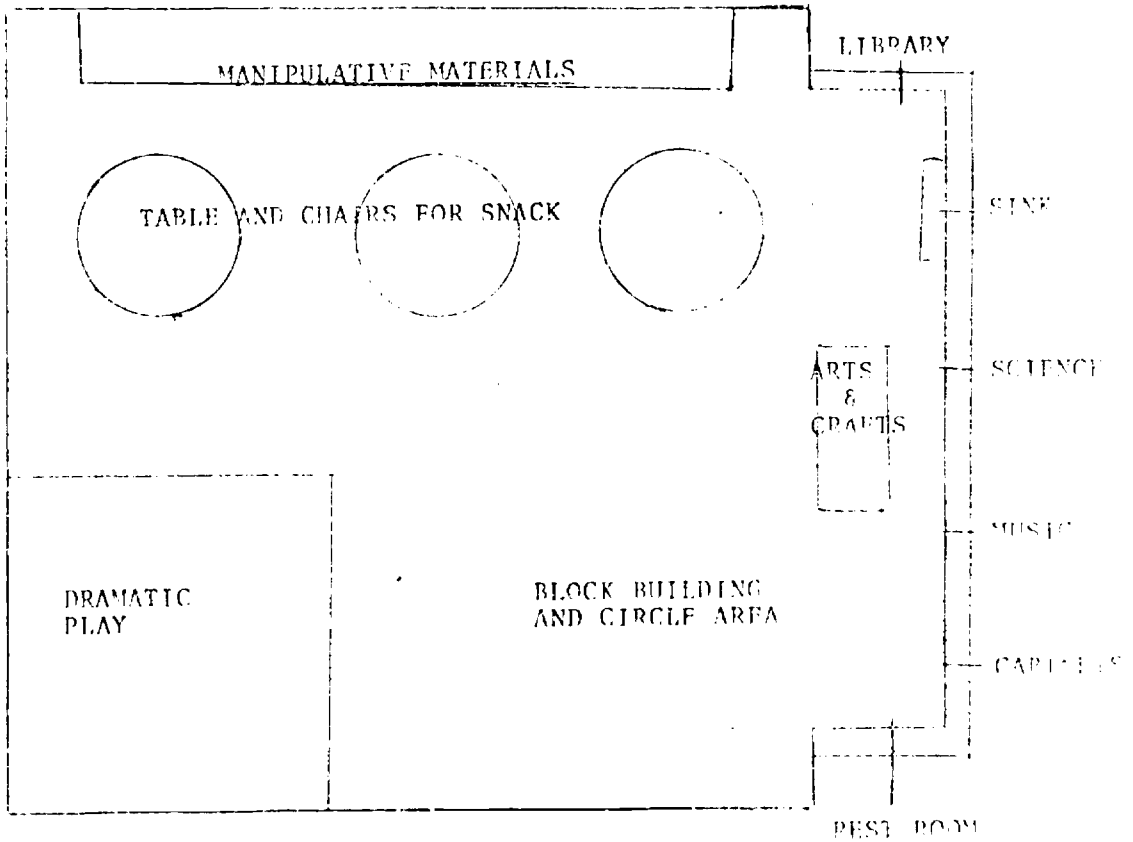 LIBRARY
MANIPULATIVE MATERIALS
TABLE AND CHAIRS FOR SNACK
SINK
ARTS
&
CRAFTS
SCIENCE
MUSIC
DRAMATIC
PLAY
BLOCK BUILDING
AND CIRCLE AREA
REST ROOM